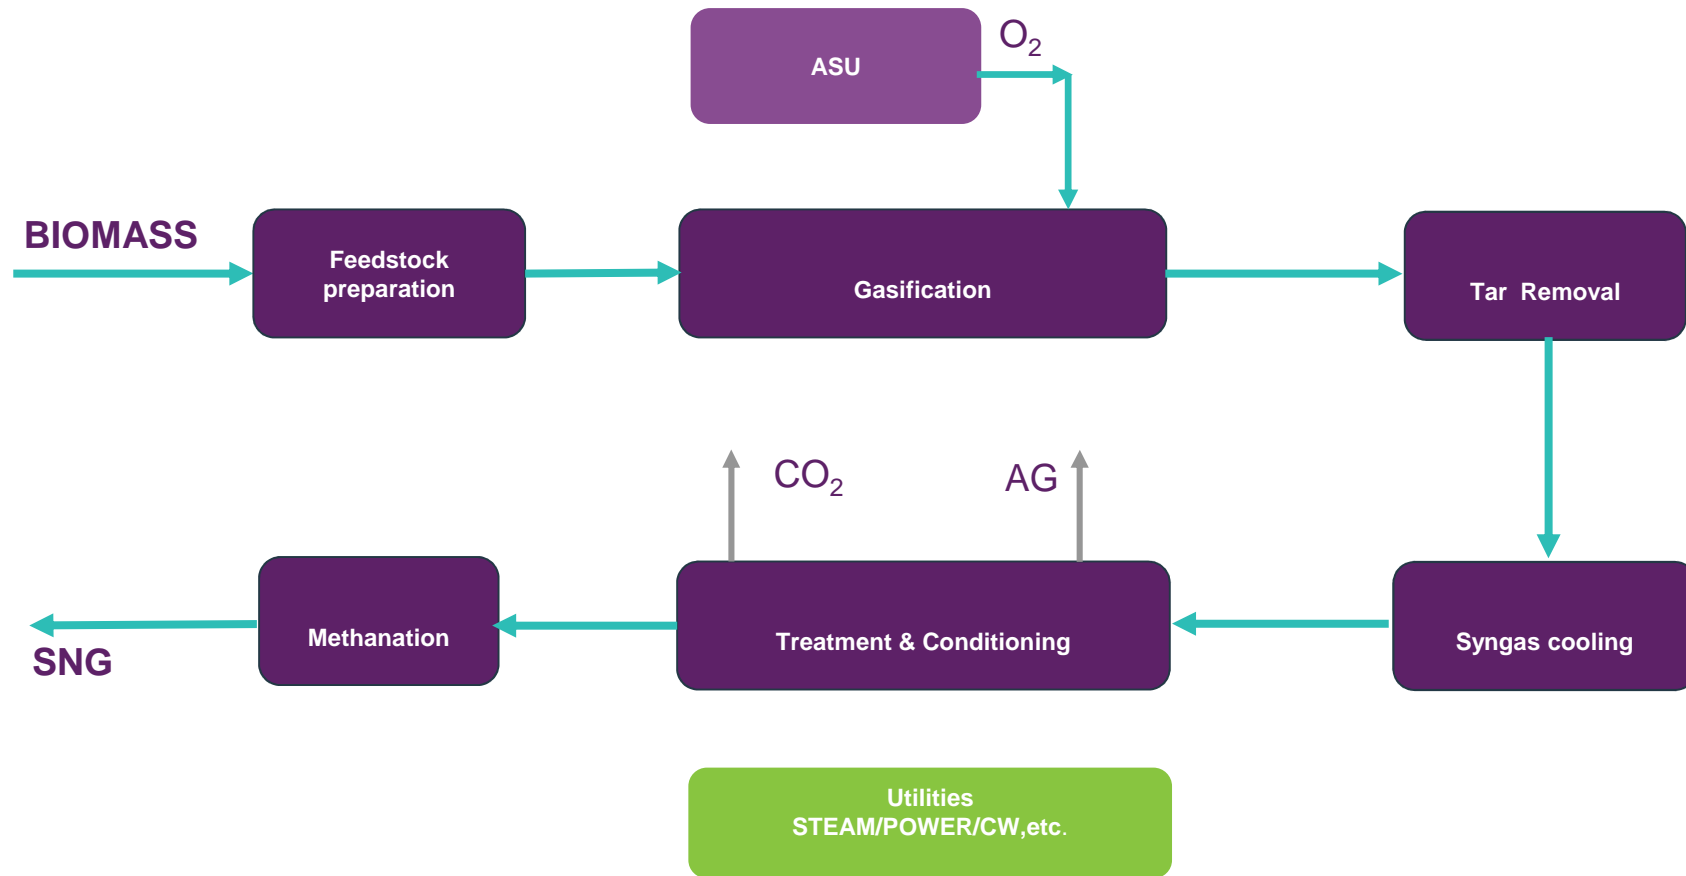 ASU
O₂
BIOMASS
Feedstock
preparation
Gasification
Tar Removal
CO₂
AG
SNG
Methanation
Treatment & Conditioning
Syngas cooling
Utilities
STEAM/POWER/CW,etc.